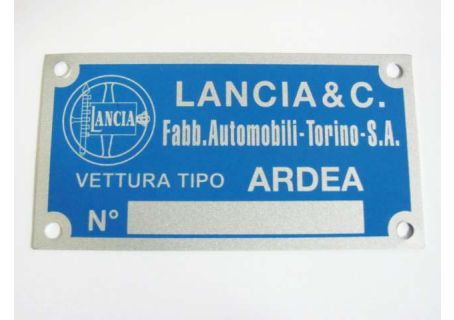 LANCIA & C.
LANCIA
Fabb.Automobili-Torino-S.A.
VETTURA TIPO ARDEA
N°